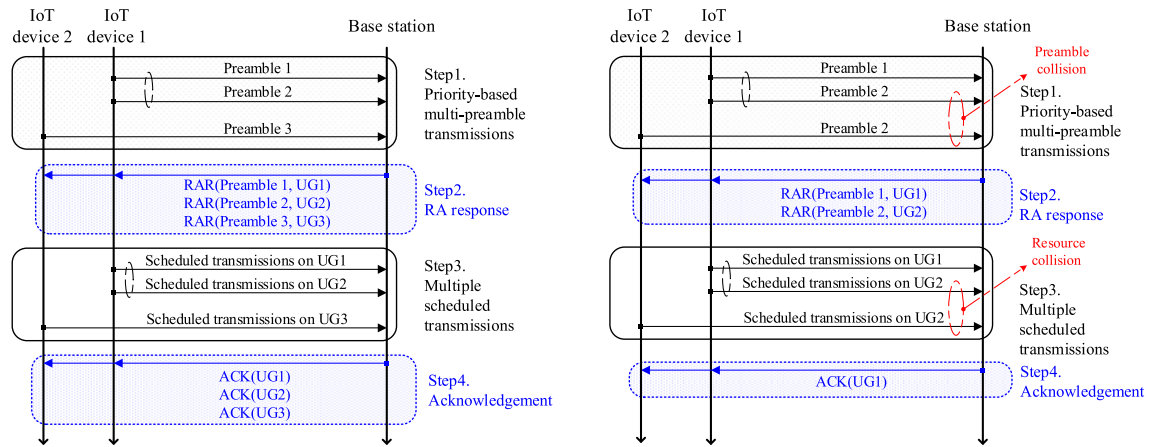 IoT
device 2
IoT
device 1
Base station
Preamble 1
Preamble 2
Preamble 3
Step1.
Priority-based
multi-preamble
transmissions
RAR(Preamble 1, UG1)
RAR(Preamble 2, UG2)
RAR(Preamble 3, UG3)
Step2.
RA response
Scheduled transmissions on UG1
Scheduled transmissions on UG2
Scheduled transmissions on UG3
Step3.
Multiple
scheduled
transmissions
ACK(UG1)
ACK(UG2)
ACK(UG3)
Step4.
Acknowledgement
IoT
device 2
IoT
device 1
Base station
Preamble 1
Preamble 2
Preamble 2
Preamble
collision
Step1.
Priority-based
multi-preamble
transmissions
RAR(Preamble 1, UG1)
RAR(Preamble 2, UG2)
Step2.
RA response
Scheduled transmissions on UG1
Scheduled transmissions on UG2
Scheduled transmissions on UG2
Resource
collision
Step3.
Multiple
scheduled
transmissions
ACK(UG1)
Step4.
Acknowledgement